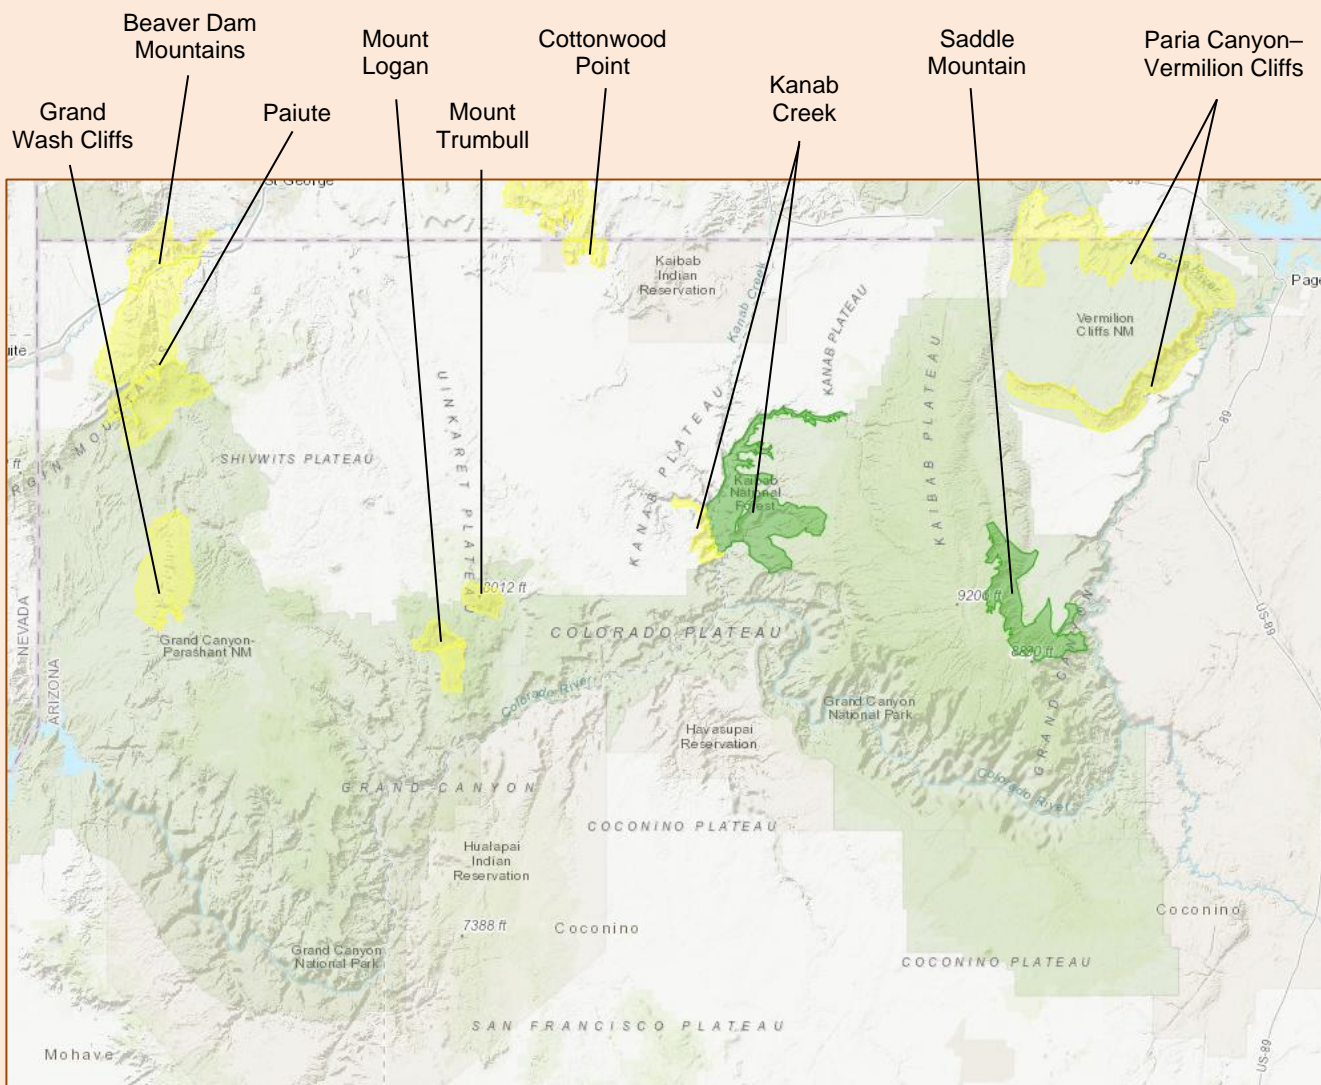 Beaver Dam
Mountains
Mount
Logan
Cottonwood
Point
Saddle
Mountain
Paria Canyon–
Vermilion Cliffs
Kanab
Creek
Grand
Wash Cliffs
Paiute
Mount
Trumbull
St George
Kaibab
Indian
Reservation
Kanab Creek
Paria River
Page
Vermilion
Cliffs NM
KANAB PLATEAU
KAIBAB PLATEAU
UINKARET PLATEAU
KANAB PLATEAU
SHIVWITS PLATEAU
89
Kaibab
National
Forest
8012 ft
9206 ft
8830 ft
NEVADA
ARIZONA
Grand Canyon-
Parashant NM
COLORADO PLATEAU
Colorado River
Grand Canyon
National Park
Havasupai
Reservation
GRAND CANYON
US-89
Colorado River
GRAND CANYON
COCONINO PLATEAU
Hualapai
Indian
Reservation
7388 ft
Coconino
Coconino
Grand Canyon
National Park
COCONINO PLATEAU
SAN FRANCISCO PLATEAU
Mohave
US-89